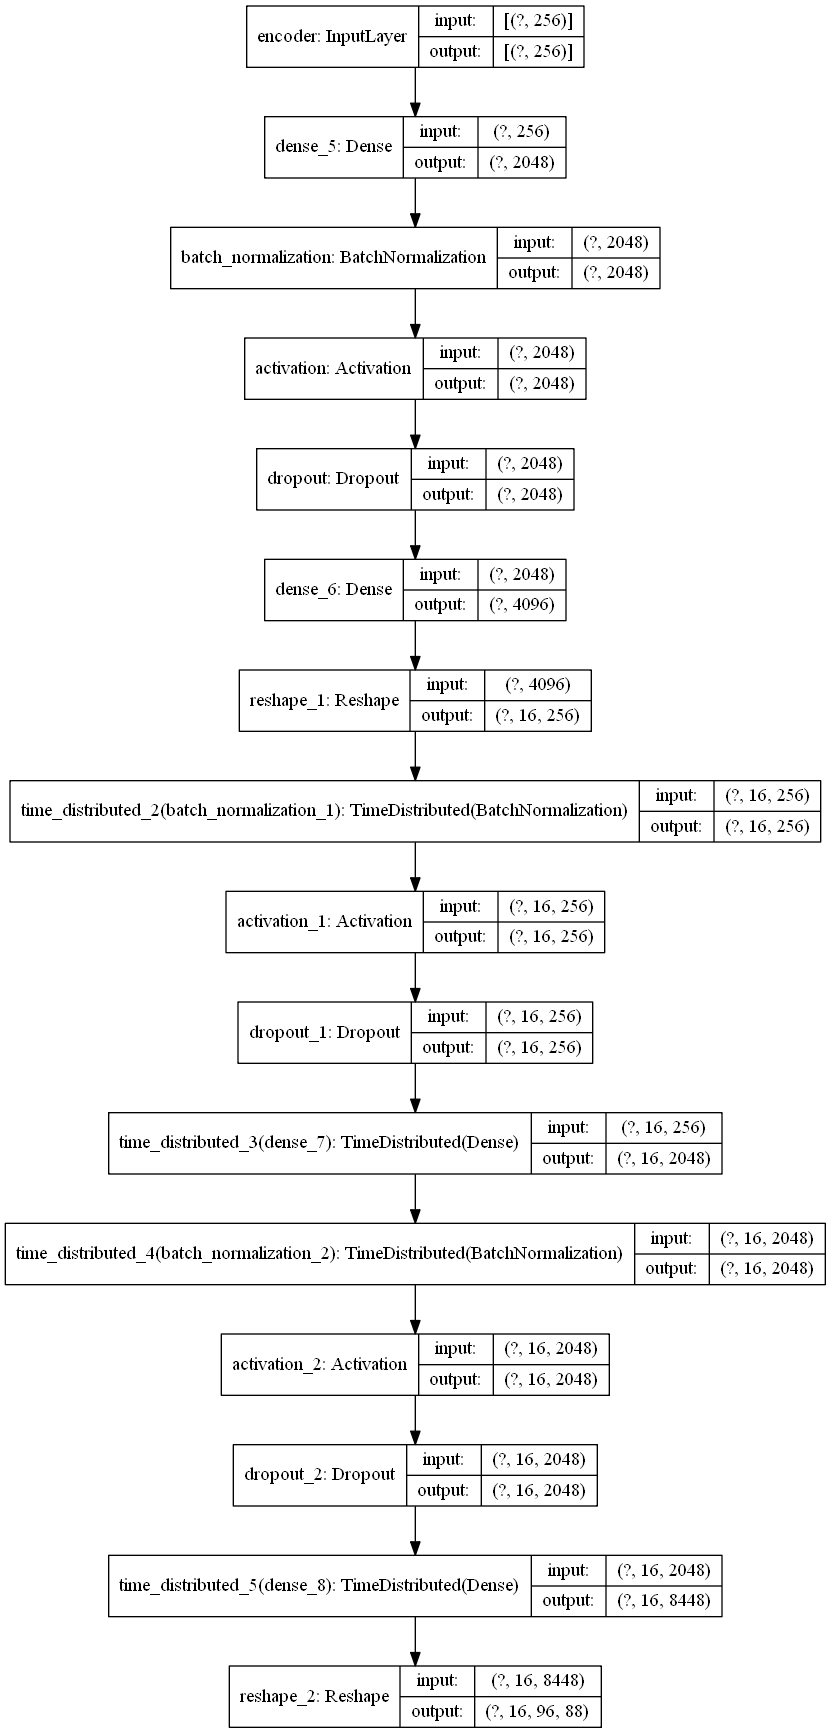 encoder: InputLayer
input: [(?, 256)]
output: [(?, 256)]
dense_5: Dense
input: (?, 256)
output: (?, 2048)
batch_normalization: BatchNormalization
input: (?, 2048)
output: (?, 2048)
activation: Activation
input: (?, 2048)
output: (?, 2048)
dropout: Dropout
input: (?, 2048)
output: (?, 2048)
dense_6: Dense
input: (?, 2048)
output: (?, 4096)
reshape_1: Reshape
input: (?, 4096)
output: (?, 16, 256)
time_distributed_2(batch_normalization_1): TimeDistributed(BatchNormalization)
input: (?, 16, 256)
output: (?, 16, 256)
activation_1: Activation
input: (?, 16, 256)
output: (?, 16, 256)
dropout_1: Dropout
input: (?, 16, 256)
output: (?, 16, 256)
time_distributed_3(dense_7): TimeDistributed(Dense)
input: (?, 16, 256)
output: (?, 16, 2048)
time_distributed_4(batch_normalization_2): TimeDistributed(BatchNormalization)
input: (?, 16, 2048)
output: (?, 16, 2048)
activation_2: Activation
input: (?, 16, 2048)
output: (?, 16, 2048)
dropout_2: Dropout
input: (?, 16, 2048)
output: (?, 16, 2048)
time_distributed_5(dense_8): TimeDistributed(Dense)
input: (?, 16, 2048)
output: (?, 16, 8448)
reshape_2: Reshape
input: (?, 16, 8448)
output: (?, 16, 96, 88)